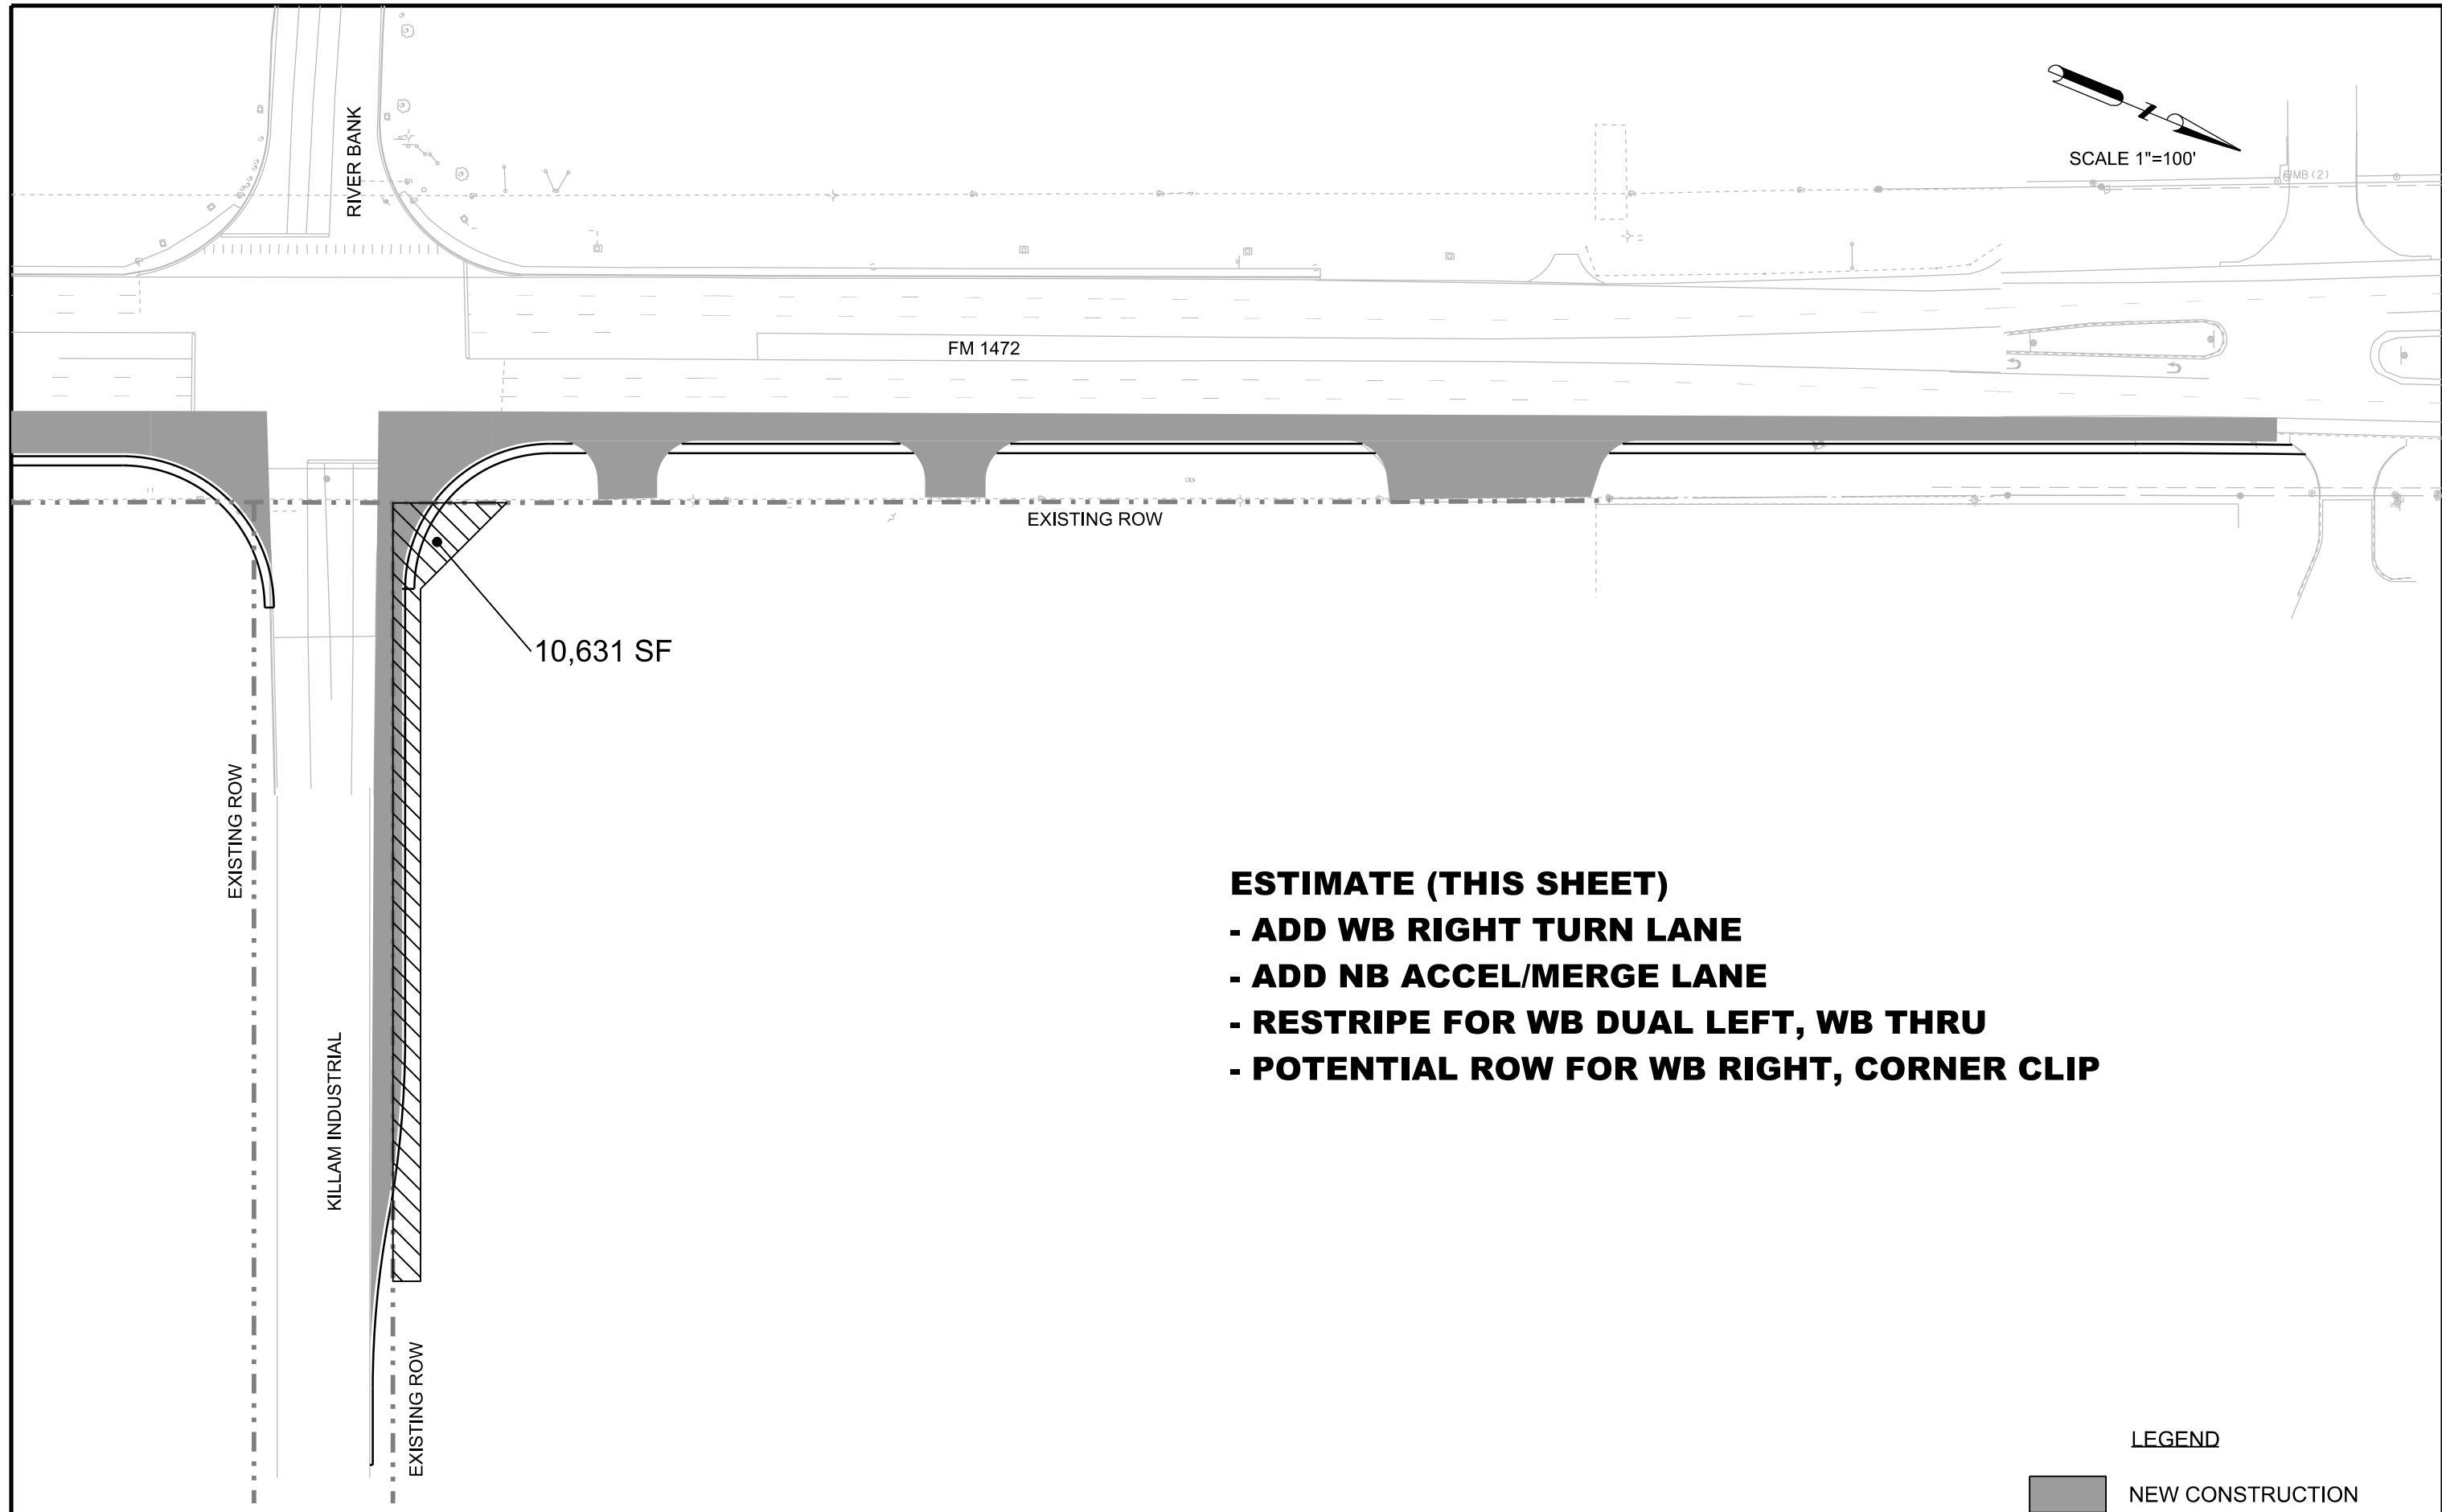 RIVER BANK
SCALE 1"=100'
FM 1472
EXISTING ROW
10,631 SF
EXISTING ROW
KILLAM INDUSTRIAL
EXISTING ROW
ESTIMATE (THIS SHEET)
- ADD WB RIGHT TURN LANE
- ADD NB ACCEL/MERGE LANE
- RESTRIPE FOR WB DUAL LEFT, WB THRU
- POTENTIAL ROW FOR WB RIGHT, CORNER CLIP
LEGEND
NEW CONSTRUCTION